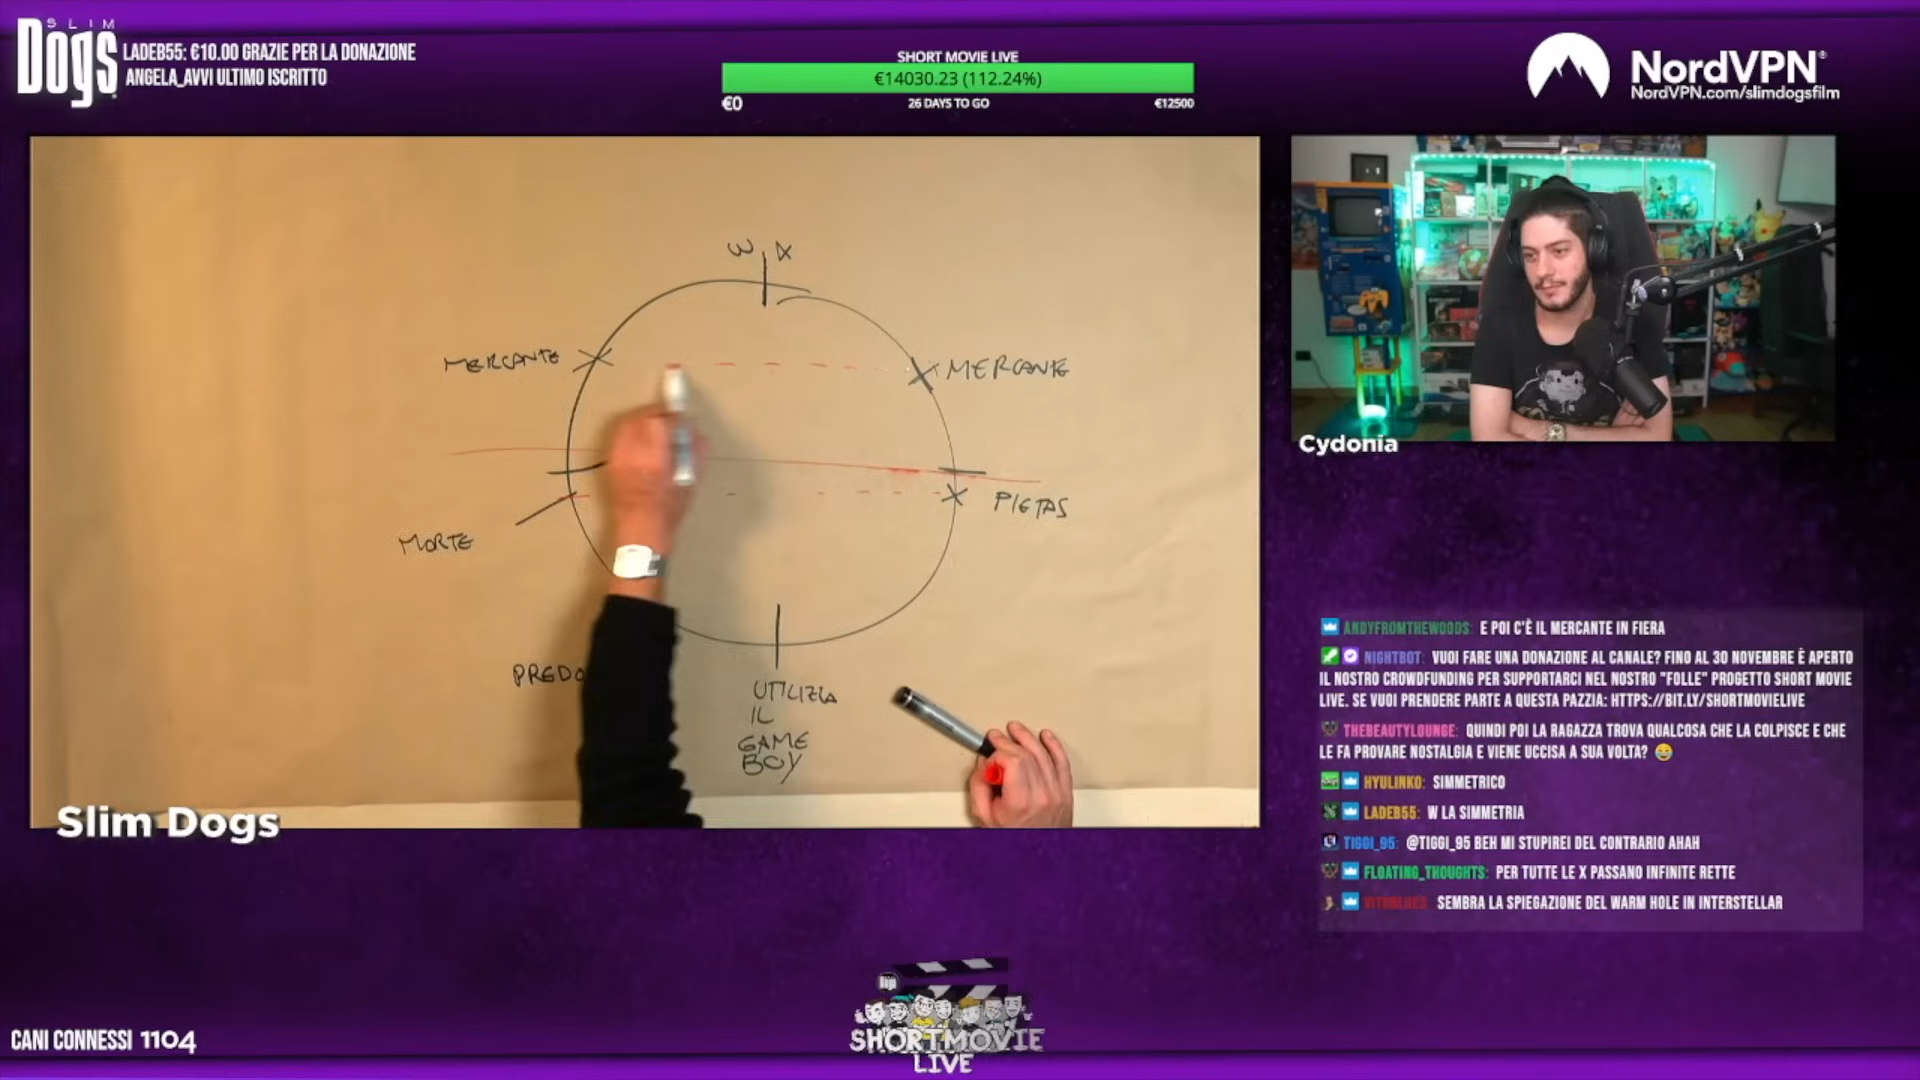 SLIM
Dogs
LADEB55: €10.00 GRAZIE PER LA DONAZIONE
ANGELA_AVVI ULTIMO ISCRITTO
SHORT MOVIE LIVE
€14030.23 (112.24%)
€0
26 DAYS TO GO
€12500
NordVPN®
NordVPN.com/slimdogsfilm
MERCANTE
MERCANTE
PIETAS
MORTE
PREDO
UTILIZZA
IL
GAME
BOY
Slim Dogs
Cydonia
ANDYFROMTHEWOODS: E POI C'È IL MERCANTE IN FIERA
NIGHTBOT: VUOI FARE UNA DONAZIONE AL CANALE? FINO AL 30 NOVEMBRE È APERTO
IL NOSTRO CROWDFUNDING PER SUPPORTARCI NEL NOSTRO "FOLLE" PROGETTO SHORT MOVIE
LIVE. SE VUOI PRENDERE PARTE A QUESTA PAZZIA: HTTPS://BIT.LY/SHORTMOVIELIVE
THEBEAUTYLOUNGE: QUINDI POI LA RAGAZZA TROVA QUALCOSA CHE LA COLPISCE E CHE
LE FA PROVARE NOSTALGIA E VIENE UCCISA A SUA VOLTA? 😂
HYULINKO: SIMMETRICO
LADEB55: W LA SIMMETRIA
TIGGI_95: @TIGGI_95 BEH MI STUPIREI DEL CONTRARIO AHAH
FLOATING_THOUGHTS: PER TUTTE LE X PASSANO INFINITE RETTE
SEMBRA LA SPIEGAZIONE DEL WARM HOLE IN INTERSTELLAR
CANI CONNESSI 1104
SHORTMOVIE
LIVE